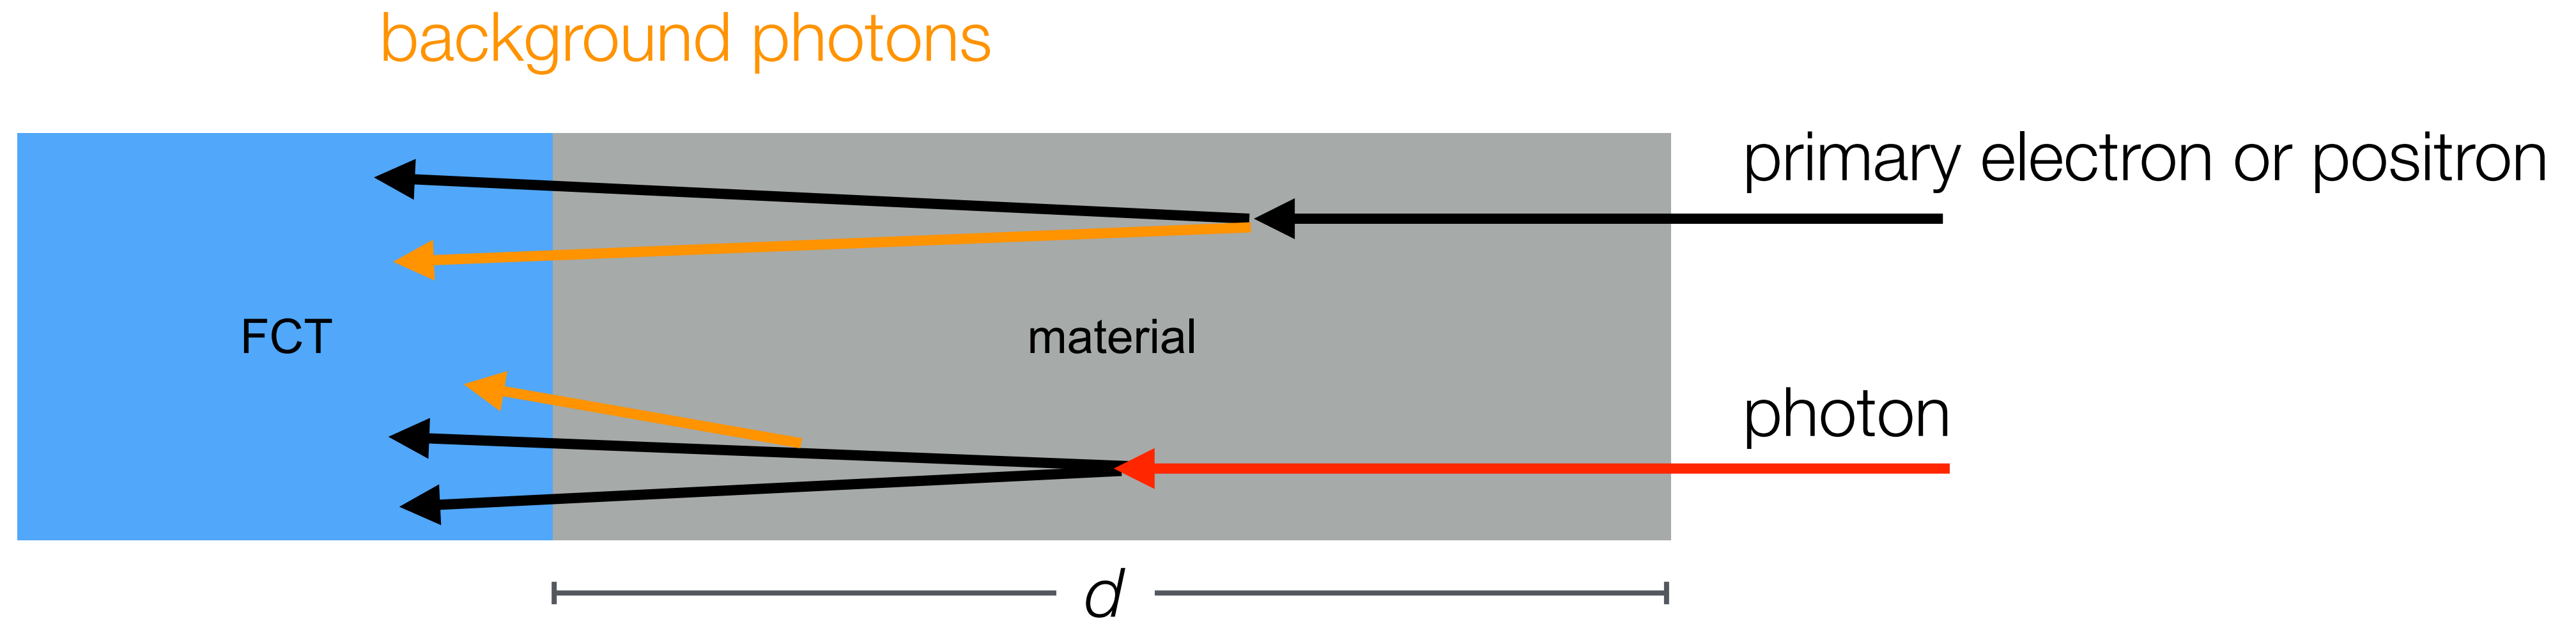 background photons
primary electron or positron
FCT
material
photon
d